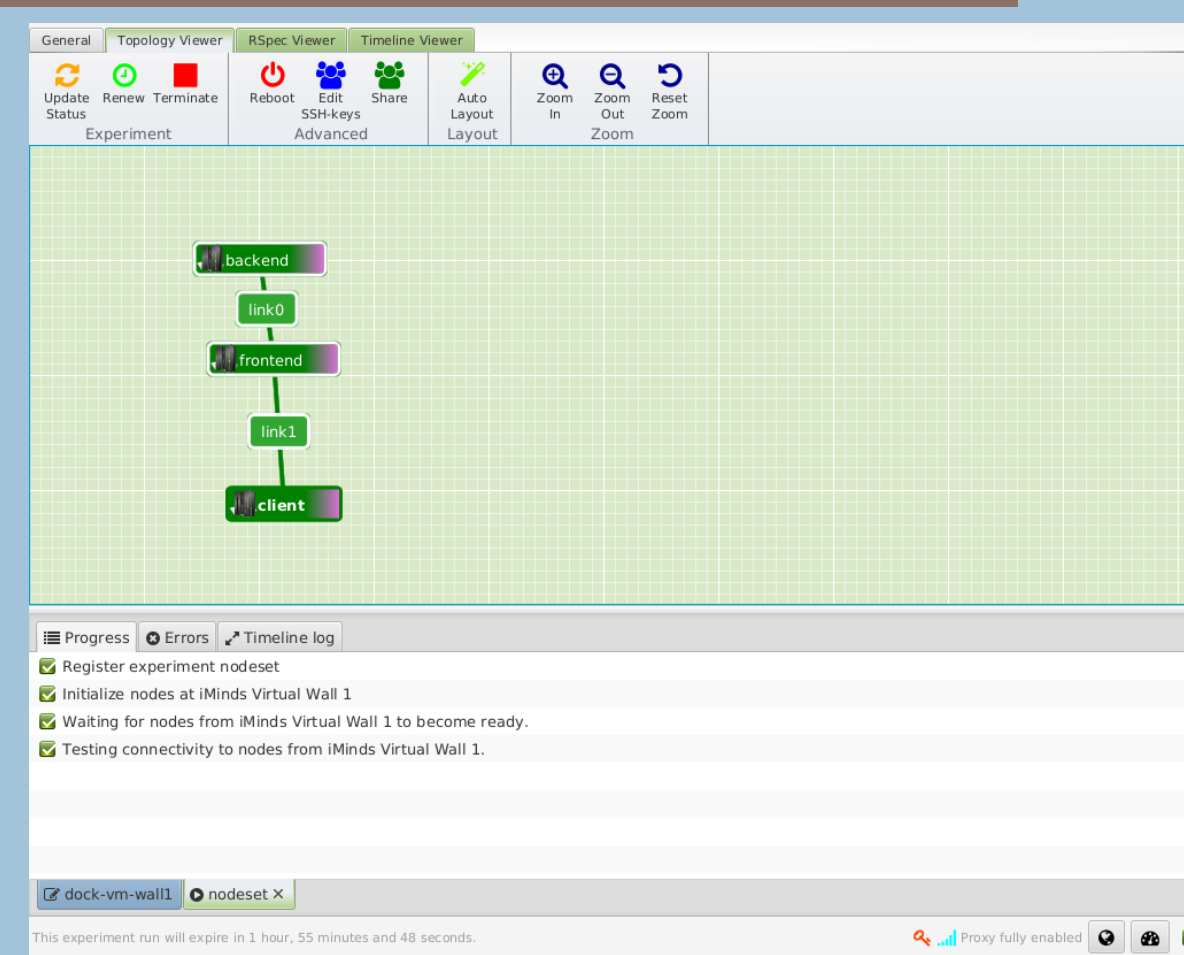 General Topology Viewer RSpec Viewer Timeline Viewer
Update Status Renew Terminate Reboot Edit SSH-keys Share Auto Layout Zoom In Zoom Out Reset Zoom
Experiment Advanced Layout Zoom
backend
link0
frontend
link1
client
Progress Errors Timeline log
Register experiment nodeset
Initialize nodes at iMinds Virtual Wall 1
Waiting for nodes from iMinds Virtual Wall 1 to become ready.
Testing connectivity to nodes from iMinds Virtual Wall 1.
dock-vm-wall1 nodeset
This experiment run will expire in 1 hour, 55 minutes and 48 seconds. Proxy fully enabled